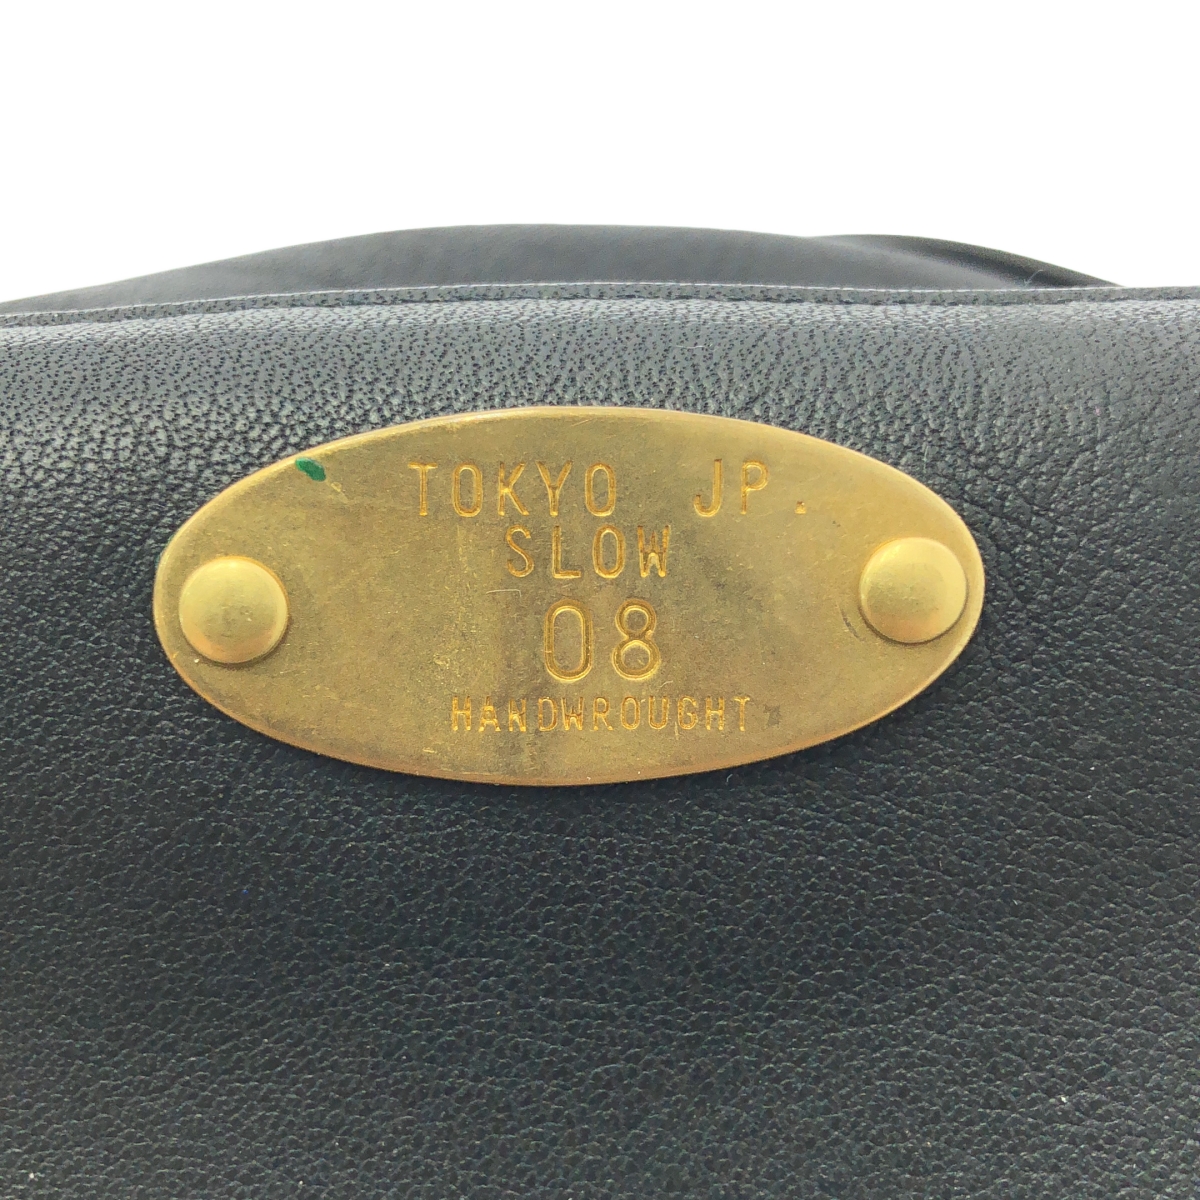 TOKYO JP.
SLOW
08
HANDWROUGHT